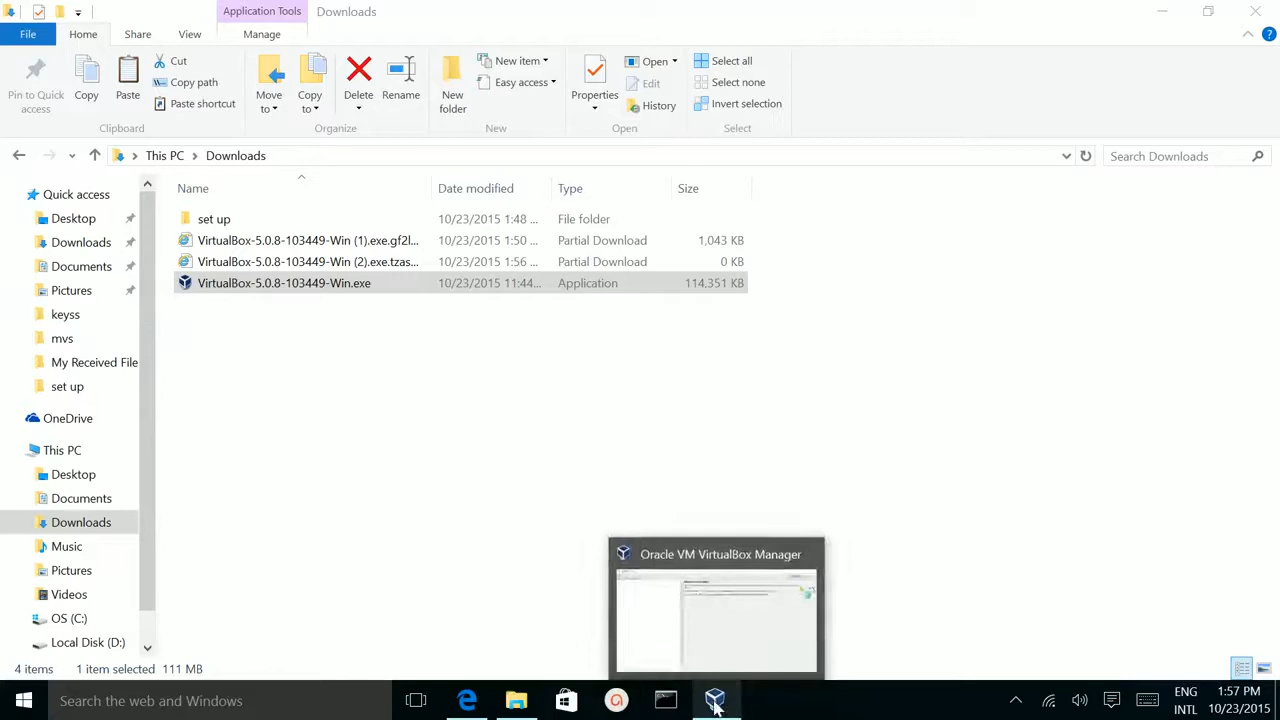 Application Tools Downloads
File Home Share View Manage
Pin to Quick access
Copy
Paste
Cut
Copy path
Paste shortcut
Clipboard
Move to
Copy to
Delete
Rename
Organize
New folder
New item
Easy access
New
Properties
Open
Edit
History
Open
Select all
Select none
Invert selection
Select
This PC Downloads Search Downloads
Name Date modified Type Size
set up 10/23/2015 1:48 ... File folder
VirtualBox-5.0.8-103449-Win (1).exe.gf2l... 10/23/2015 1:50 ... Partial Download 1,043 KB
VirtualBox-5.0.8-103449-Win (2).exe.tzas... 10/23/2015 1:56 ... Partial Download 0 KB
VirtualBox-5.0.8-103449-Win.exe 10/23/2015 11:44... Application 114,351 KB
Quick access
Desktop
Downloads
Documents
Pictures
keyss
mvs
My Received File
set up
OneDrive
This PC
Desktop
Documents
Downloads
Music
Pictures
Videos
OS (C:)
Local Disk (D:)
Oracle VM VirtualBox Manager
4 items 1 item selected 111 MB
Search the web and Windows
ENG
INTL
1:57 PM
10/23/2015